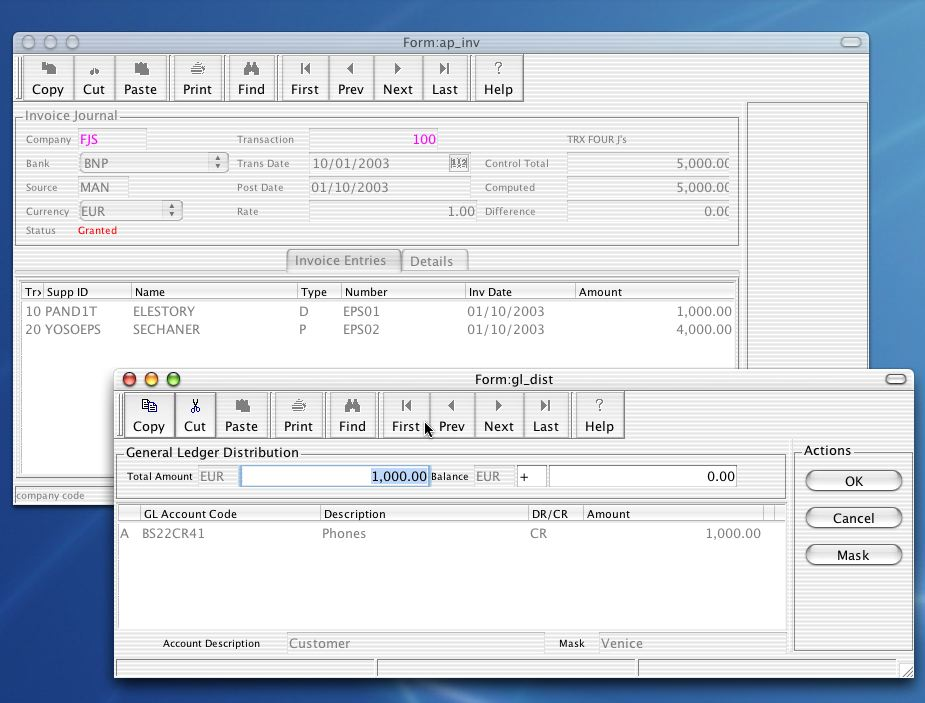 Form:ap_inv
Copy Cut Paste Print Find First Prev Next Last Help
Invoice Journal
Company FJS Transaction 100 TRX FOUR J's
Bank BNP Trans Date 10/01/2003 Control Total 5,000.00
Source MAN Post Date 01/10/2003 Computed 5,000.00
Currency EUR Rate 1.00 Difference 0.00
Status Granted
Invoice Entries Details
Tr> Supp ID Name Type Number Inv Date Amount
10 PAND1T ELESTORY D EPS01 01/10/2003 1,000.00
20 YOSOEPS SECHANER P EPS02 01/10/2003 4,000.00
company code
Form:gl_dist
Copy Cut Paste Print Find First Prev Next Last Help
General Ledger Distribution
Total Amount EUR 1,000.00 Balance EUR + 0.00
GL Account Code Description DR/CR Amount
A BS22CR41 Phones CR 1,000.00
Account Description Customer Mask Venice
Actions
OK
Cancel
Mask